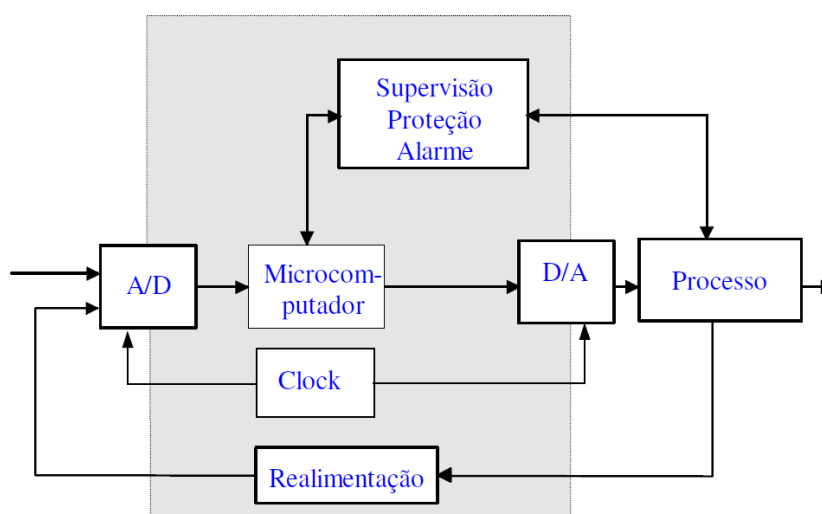 Supervisão
Proteção
Alarme
A/D
Microcom-
putador
D/A
Processo
Clock
Realimentação